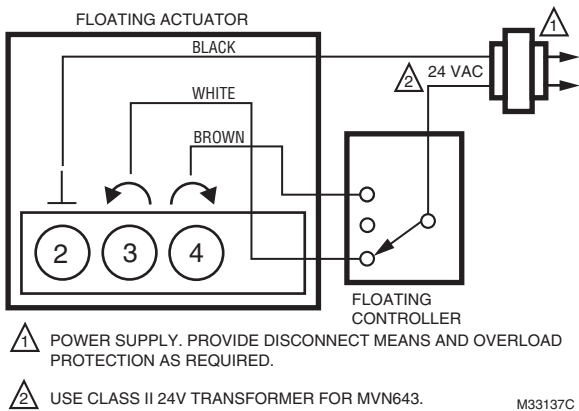 FLOATING ACTUATOR
1
BLACK
2
24 VAC
WHITE
BROWN
2 3 4
FLOATING
CONTROLLER
1 POWER SUPPLY. PROVIDE DISCONNECT MEANS AND OVERLOAD
PROTECTION AS REQUIRED.
2 USE CLASS II 24V TRANSFORMER FOR MVN643.
M33137C